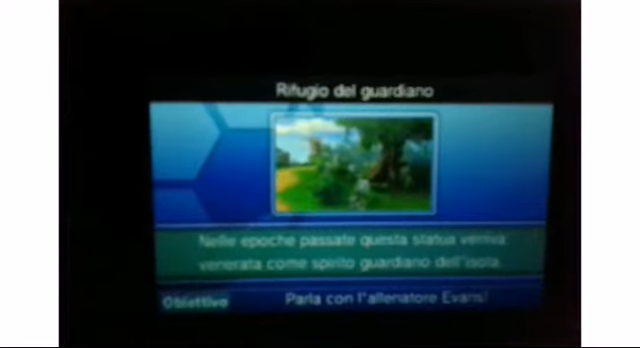 Rifugio del guardiano
Nelle epoche passate questa statua veniva
venerata come spirito guardiano dell'isola.
Obiettivo
Parla con l'allenatore Evans!